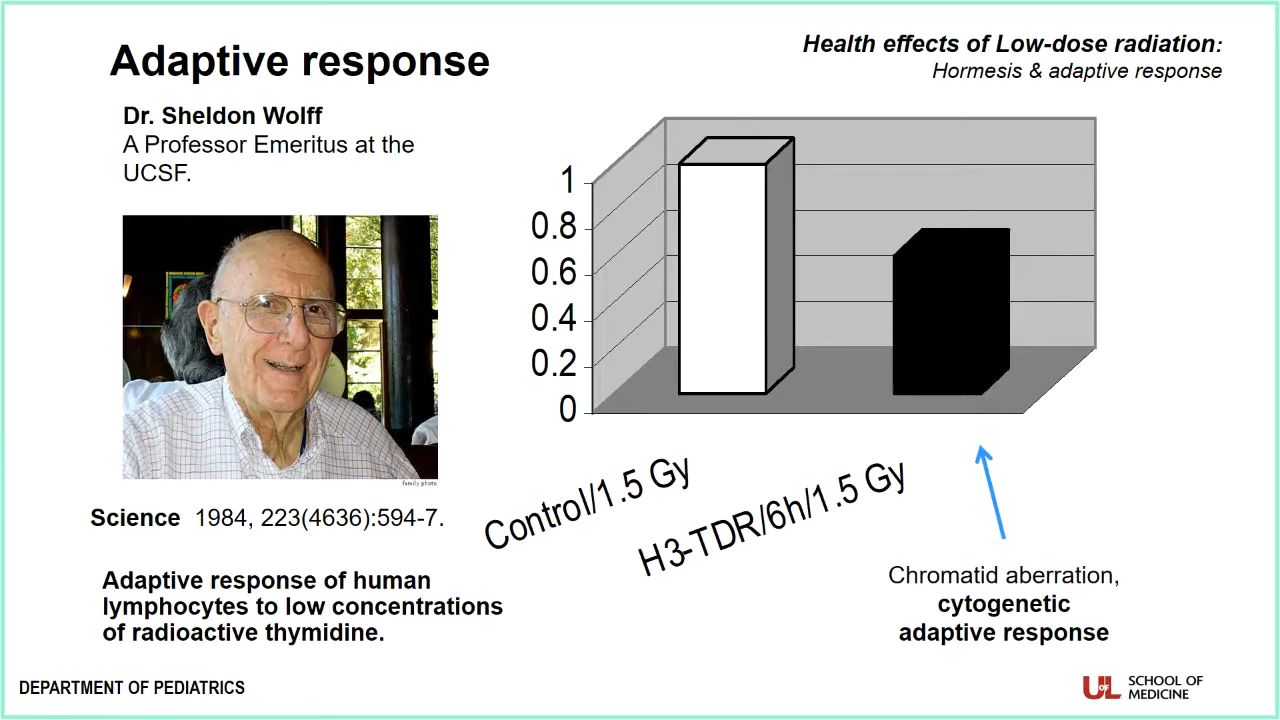 Adaptive response
Health effects of Low-dose radiation:
Hormesis & adaptive response
Dr. Sheldon Wolff
A Professor Emeritus at the
UCSF.
family photo
Science 1984, 223(4636):594-7.
Adaptive response of human
lymphocytes to low concentrations
of radioactive thymidine.
1
0.8
0.6
0.4
0.2
0
Control/1.5 Gy
H3-TDR/6h/1.5 Gy
Chromatid aberration,
cytogenetic
adaptive response
DEPARTMENT OF PEDIATRICS
UofL
SCHOOL OF
MEDICINE